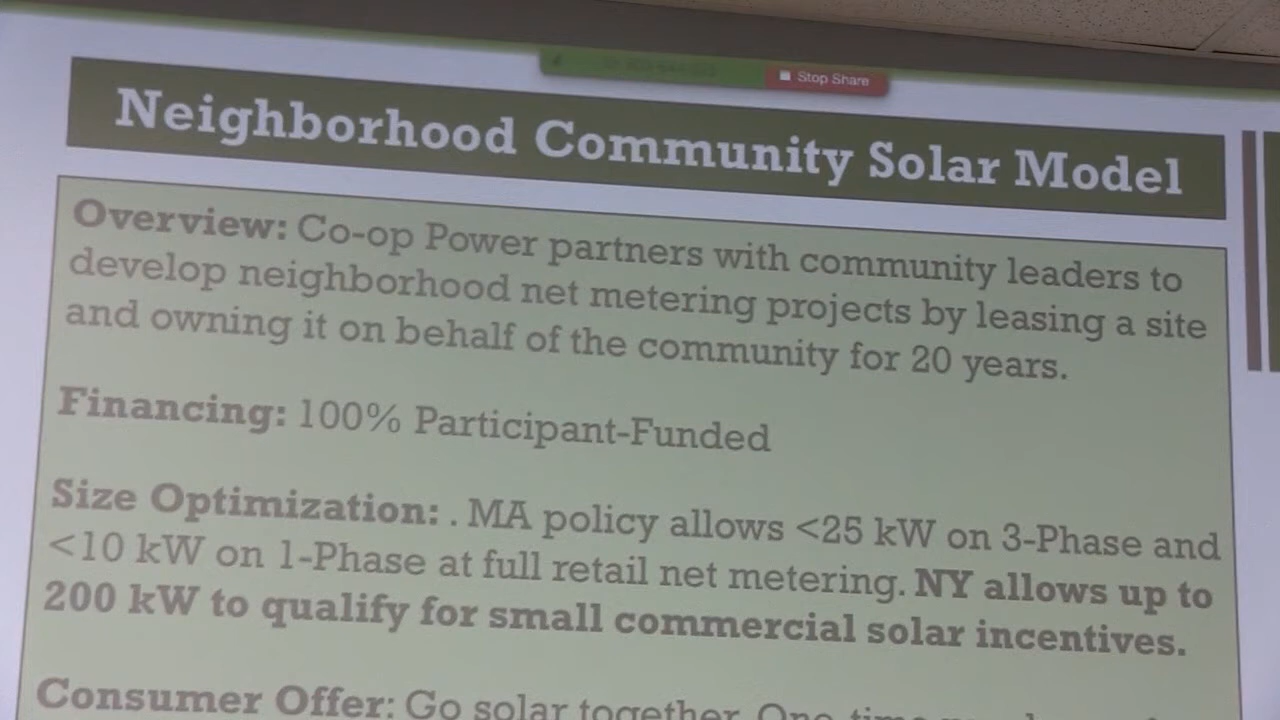 Stop Share
Neighborhood Community Solar Model
Overview: Co-op Power partners with community leaders to
develop neighborhood net metering projects by leasing a site
and owning it on behalf of the community for 20 years.
Financing: 100% Participant-Funded
Size Optimization: . MA policy allows <25 kW on 3-Phase and
<10 kW on 1-Phase at full retail net metering. NY allows up to
200 kW to qualify for small commercial solar incentives.
Consumer Offer: Go solar together. One time